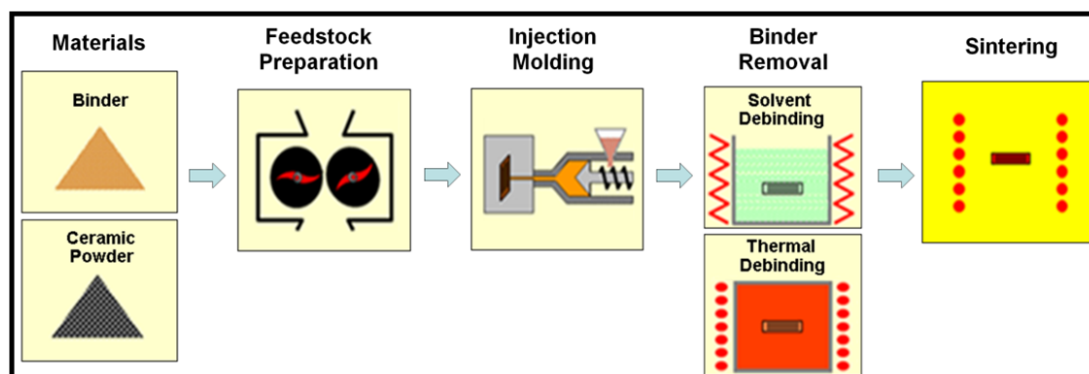 Materials
Binder
Ceramic
Powder
Feedstock
Preparation
Injection
Molding
Binder
Removal
Solvent
Debinding
Thermal
Debinding
Sintering